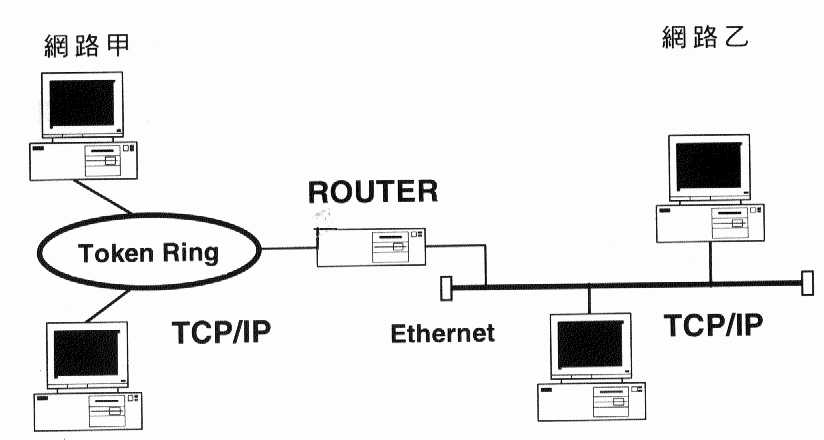 網路甲
網路乙
ROUTER
Token Ring
TCP/IP
Ethernet
TCP/IP